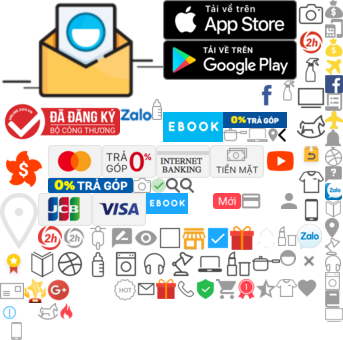 Tải về trên
App Store
TẢI VỀ TRÊN
Google Play
2h
ĐÃ ĐĂNG KÝ
BỘ CÔNG THƯƠNG
Zalo
EBOOK
0% TRẢ GÓP
TRẢ GÓP 0%
INTERNET
BANKING
TIỀN MẶT
0% TRẢ GÓP
JCB
VISA
EBOOK
Mới
2h
2h
Zalo
HOT
G+
1